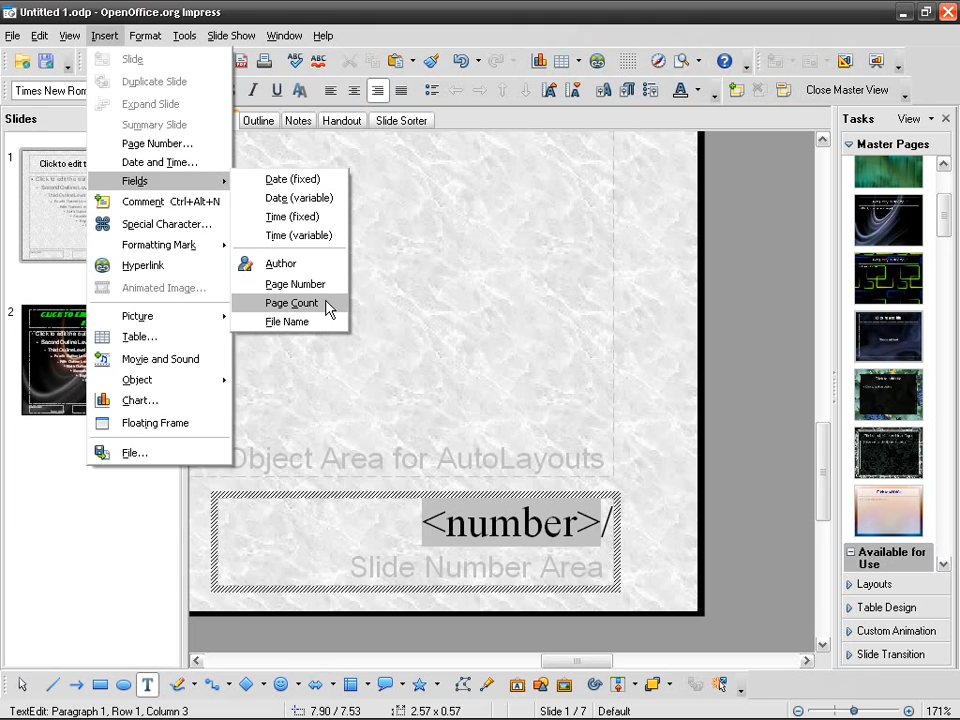 Untitled 1.odp - OpenOffice.org Impress
File Edit View Insert Format Tools Slide Show Window Help
Times New Rom
Close Master View
Slides
Outline Notes Handout Slide Sorter
Tasks View
Master Pages
1
2
Slide
Duplicate Slide
Expand Slide
Summary Slide
Page Number...
Date and Time...
Fields
Comment Ctrl+Alt+N
Special Character...
Formatting Mark
Hyperlink
Animated Image...
Picture
Table...
Movie and Sound
Object
Chart...
Floating Frame
File...
Date (fixed)
Date (variable)
Time (fixed)
Time (variable)
Author
Page Number
Page Count
File Name
Object Area for AutoLayouts
<number>/
Slide Number Area
Available for Use
Layouts
Table Design
Custom Animation
Slide Transition
TextEdit: Paragraph 1, Row 1, Column 3
7.90 / 7.53
2.57 x 0.57
Slide 1 / 7
Default
171%